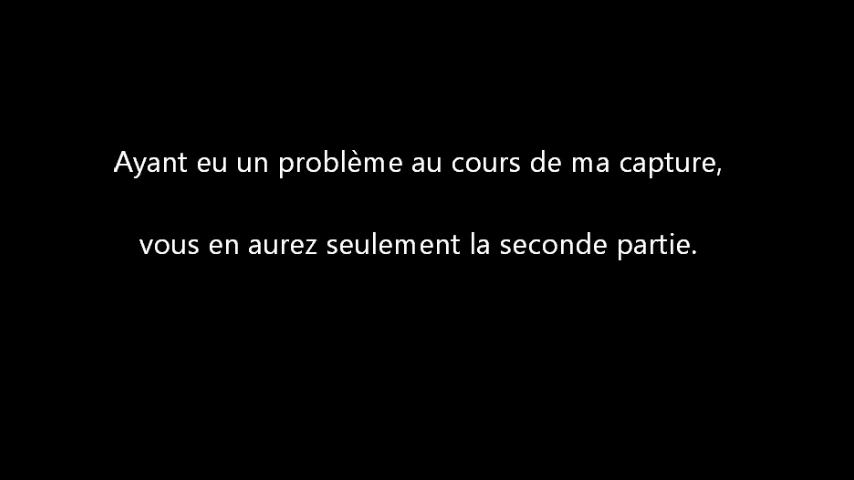 Ayant eu un problème au cours de ma capture,
vous en aurez seulement la seconde partie.